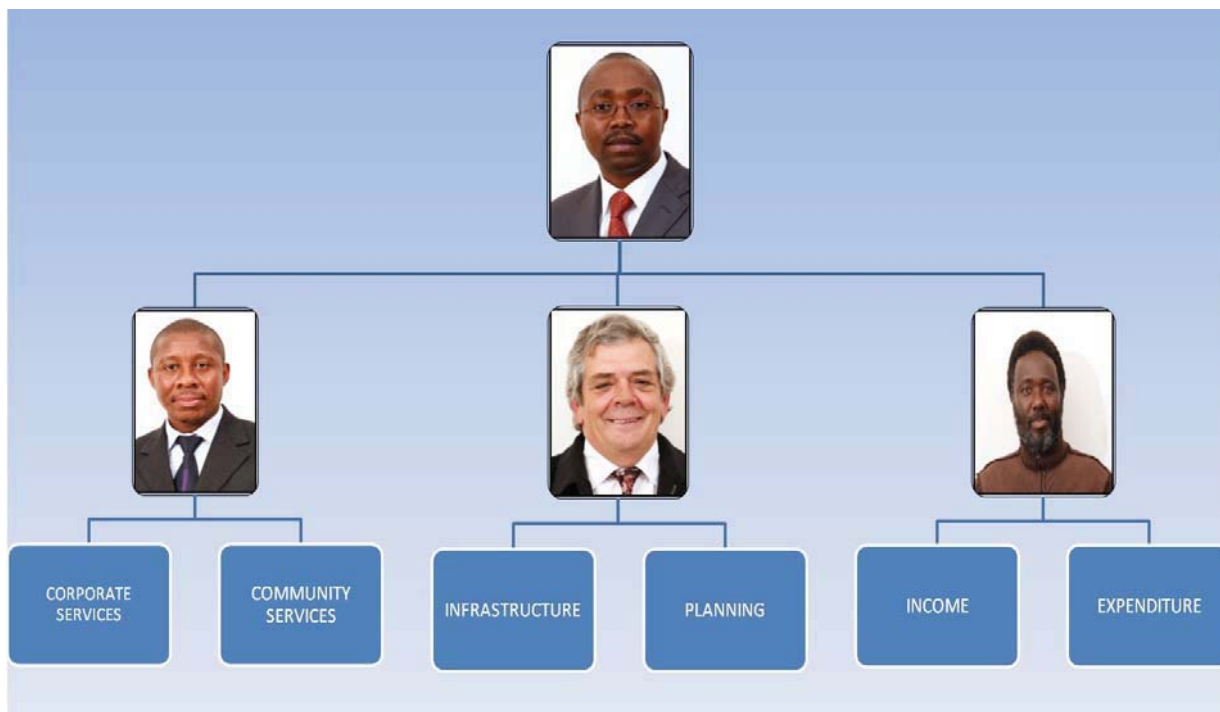 CORPORATE
SERVICES
COMMUNITY
SERVICES
INFRASTRUCTURE
PLANNING
INCOME
EXPENDITURE